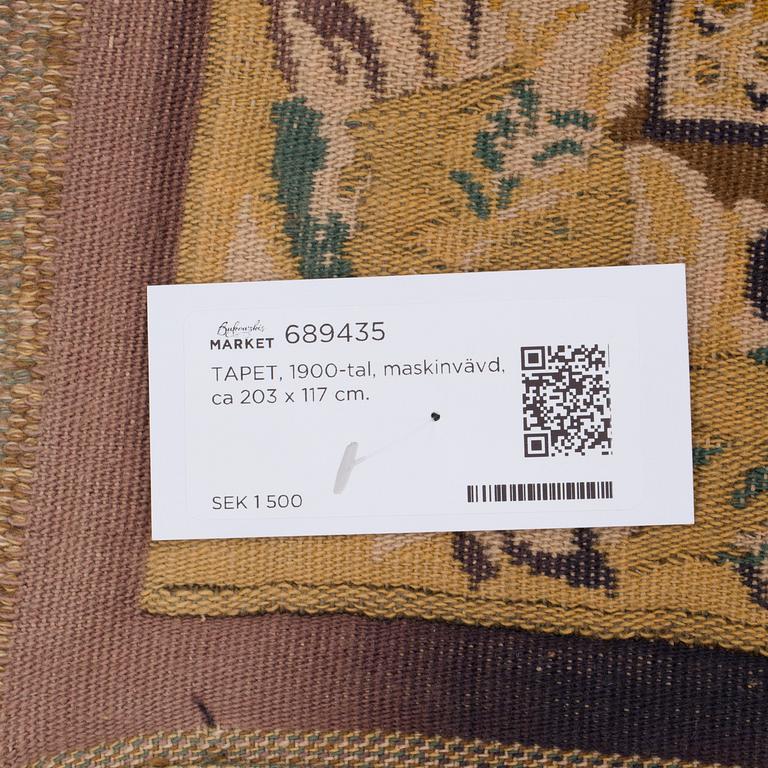 Bukowskis
MARKET 689435
TAPET, 1900-tal, maskinvävd,
ca 203 x 117 cm.
SEK 1 500